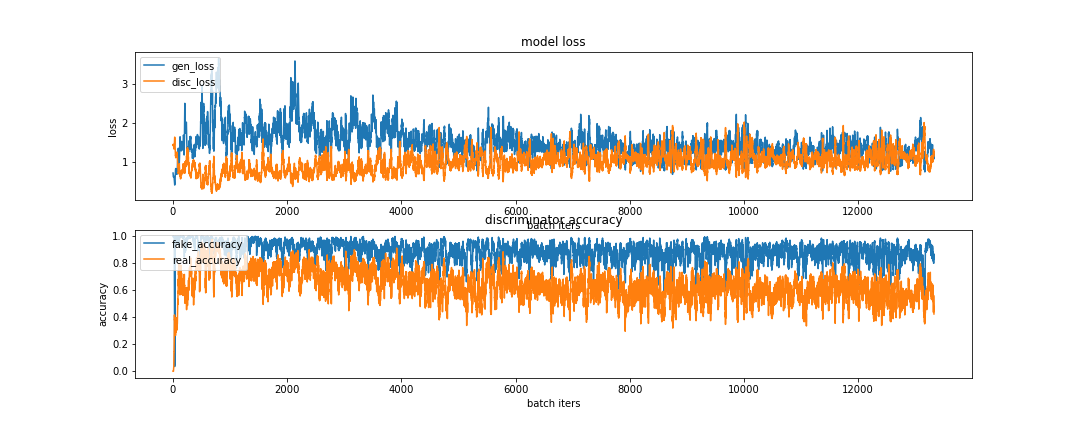 model loss
gen_loss
disc_loss
3
2
1
loss
0 2000 4000 6000 8000 10000 12000
batch iters
discriminator accuracy
fake_accuracy
real_accuracy
1.0
0.8
0.6
0.4
0.2
0.0
accuracy
0 2000 4000 6000 8000 10000 12000
batch iters